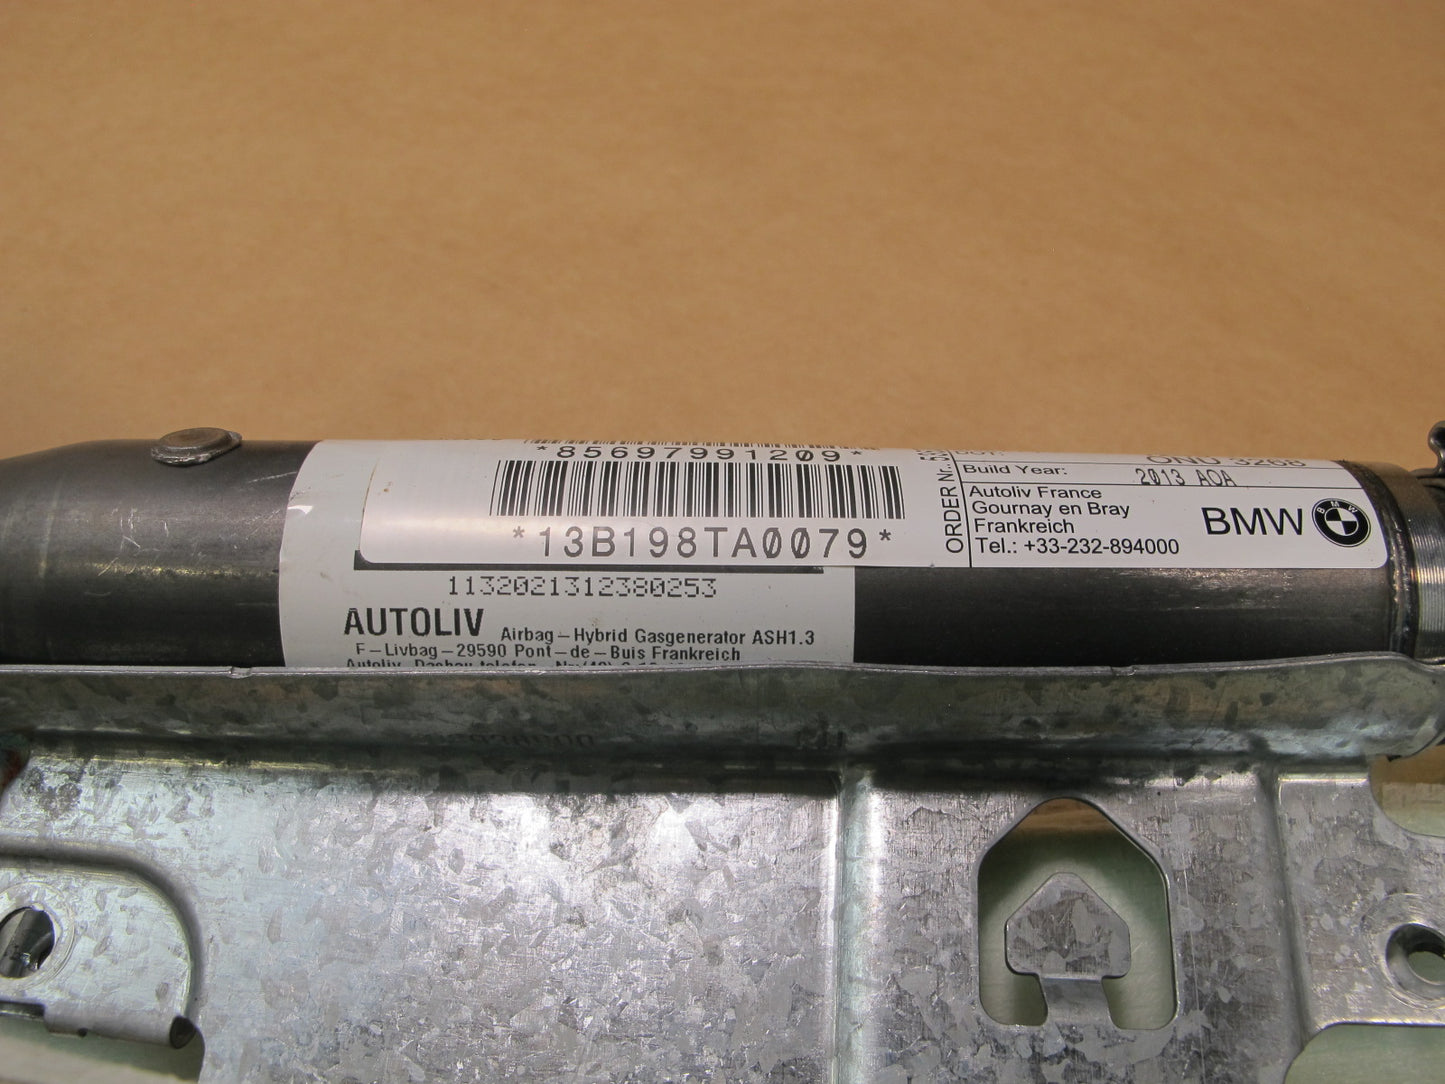 *85697991209*
*13B198TA0079*
ORDER Nr.
Build Year: 2013 AOA
Autoliv France
Gournay en Bray
Frankreich
Tel.: +33-232-894000
BMW
BMW
1132021312380253
AUTOLIV Airbag-Hybrid Gasgenerator ASH1.3
F-Livbag-29590 Pont-de-Buis Frankreich